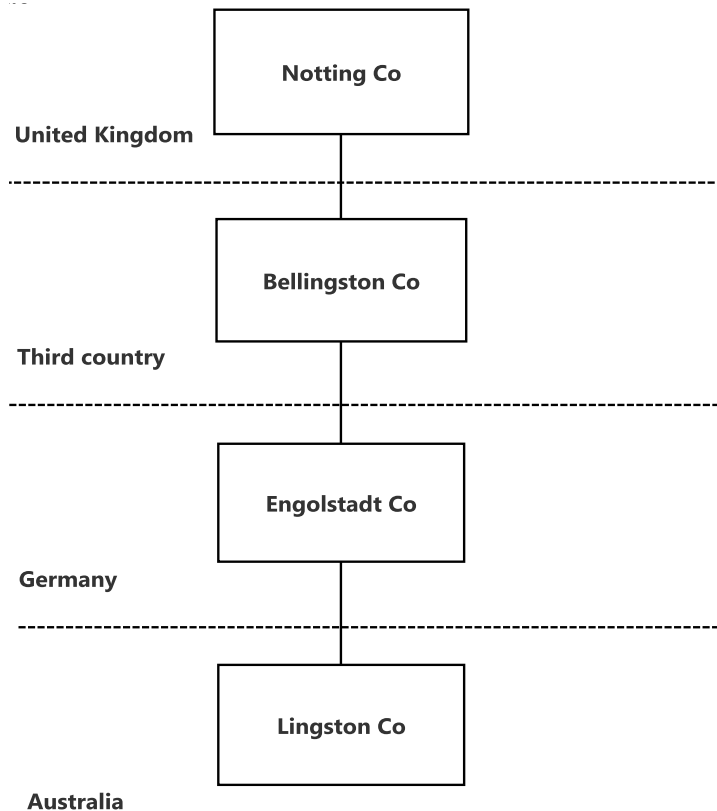 Notting Co
United Kingdom
Bellingston Co
Third country
Engolstadt Co
Germany
Lingston Co
Australia